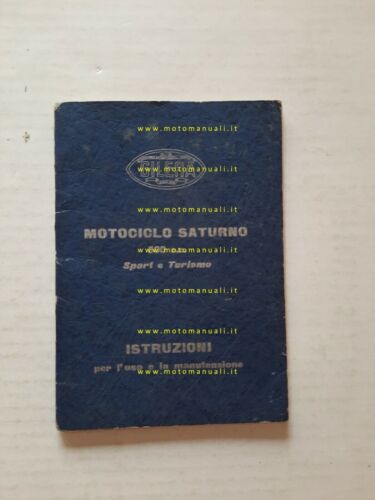 www.motomanuali.it
GILERA
www.motomanuali.it
MOTOCICLO SATURNO
500 c.c.
www.motomanuali.it
Sport e Turismo
www.motomanuali.it
www.motomanuali.it
ISTRUZIONI
per l'uso e la manutenzione
www.motomanuali.it
www.motomanuali.it